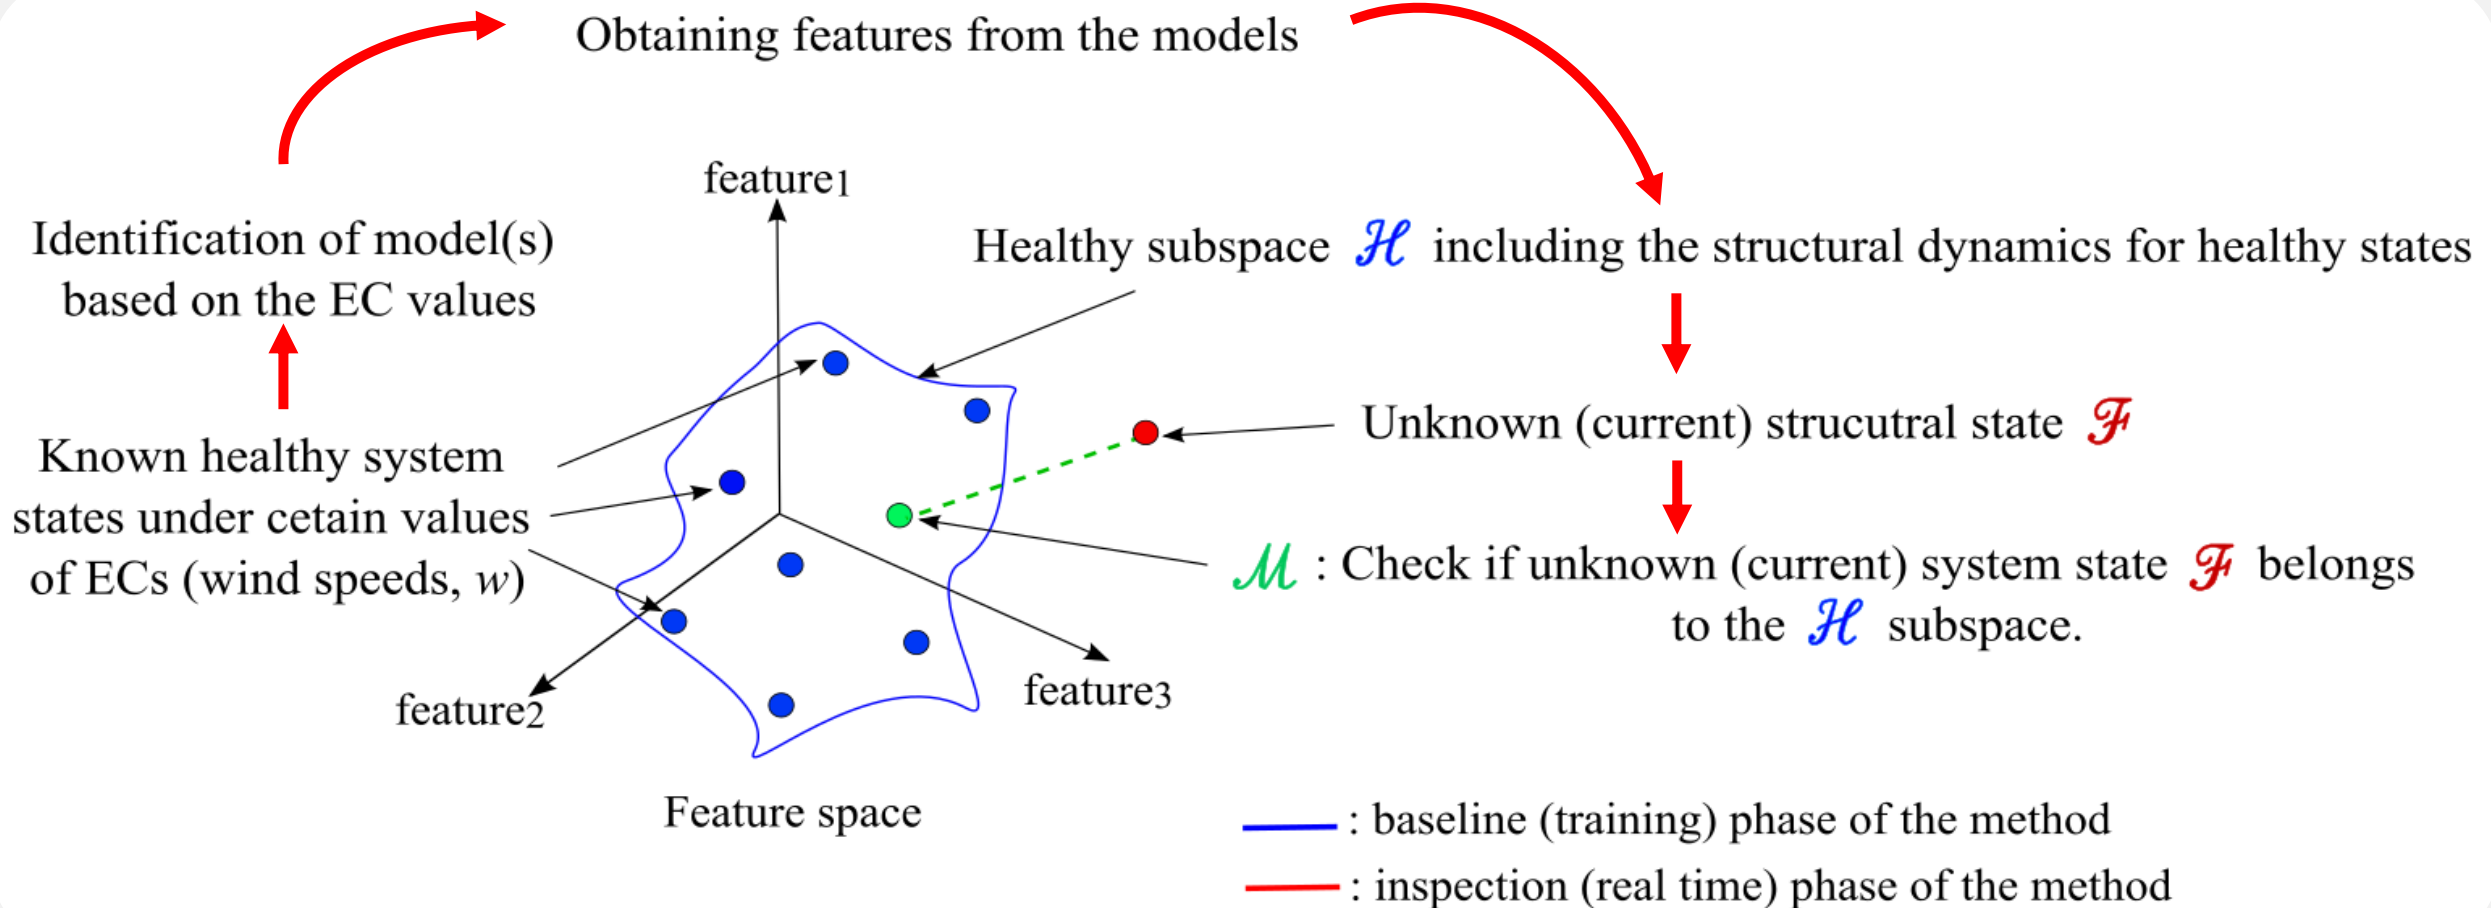 Obtaining features from the models
feature1
Identification of model(s)
based on the EC values
Healthy subspace ℋ including the structural dynamics for healthy states
Unknown (current) strucutral state ℱ
Known healthy system
states under cetain values
of ECs (wind speeds, w)
ℳ : Check if unknown (current) system state ℱ belongs
to the ℋ subspace.
feature2
feature3
Feature space
: baseline (training) phase of the method
: inspection (real time) phase of the method